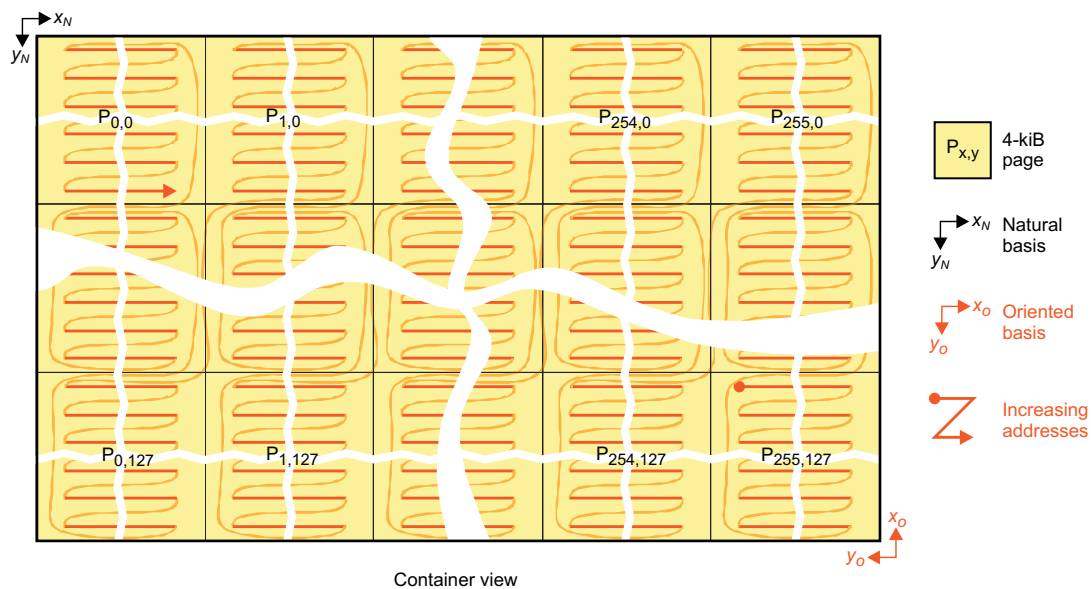 x_N
y_N
P_0,0
P_1,0
P_254,0
P_255,0
P_0,127
P_1,127
P_254,127
P_255,127
x_O
y_O
Container view
P_x,y
4-kiB
page
x_N
y_N
Natural
basis
x_O
y_O
Oriented
basis
Increasing
addresses